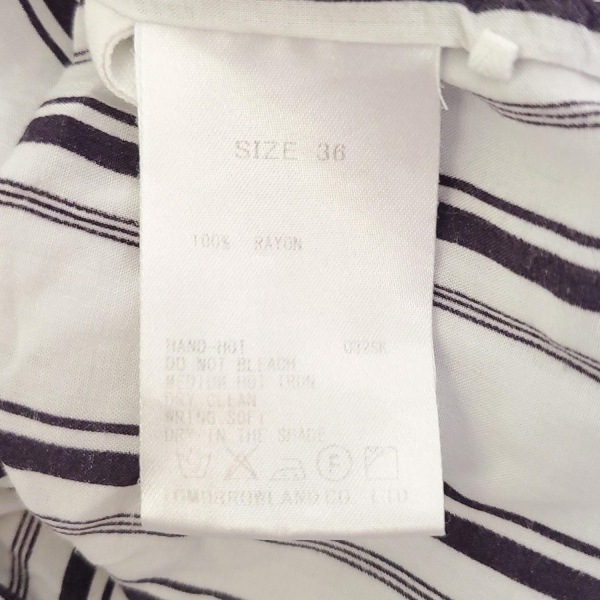 SIZE 36
100% RAYON
HAND-HOT
DO NOT BLEACH
MEDIUM HOT IRON
DRY CLEAN
WRING SOFT
DRY IN THE SHADE
F
TOMORROWLAND CO., LTD